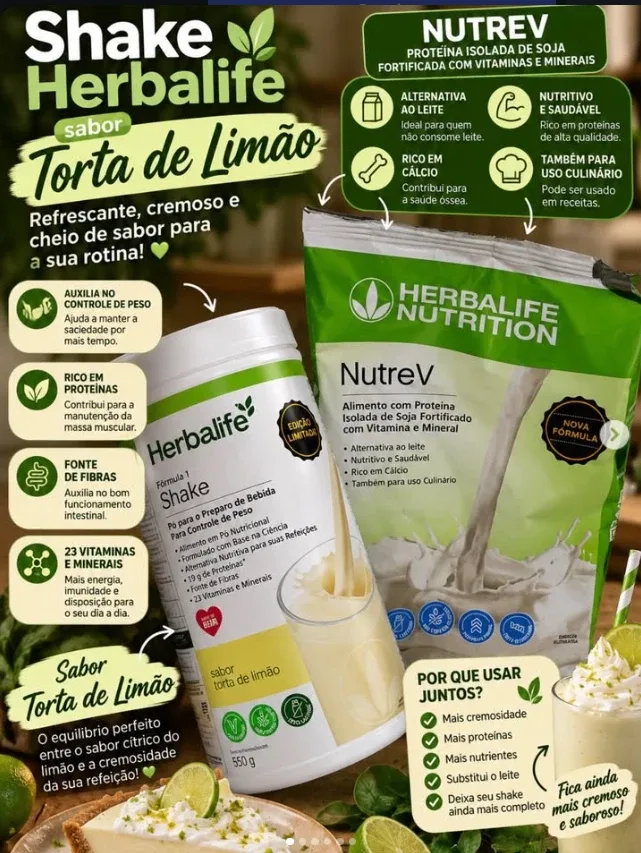 Shake
Herbalife
sabor
Torta de Limão
Refrescante, cremoso e
cheio de sabor para
a sua rotina!
NUTREV
PROTEÍNA ISOLADA DE SOJA
FORTIFICADA COM VITAMINAS E MINERAIS
ALTERNATIVA
AO LEITE
Ideal para quem
não consome leite.
NUTRITIVO
E SAUDÁVEL
Rico em proteínas
de alta qualidade.
RICO EM
CÁLCIO
Contribui para
a saúde óssea.
TAMBÉM PARA
USO CULINÁRIO
Pode ser usado
em receitas.
AUXILIA NO
CONTROLE DE PESO
Ajuda a manter a
saciedade por
mais tempo.
RICO EM
PROTEÍNAS
Contribui para a
manutenção da
massa muscular.
FONTE
DE FIBRAS
Auxilia no bom
funcionamento
intestinal.
23 VITAMINAS
E MINERAIS
Mais energia,
imunidade e
disposição para
o seu dia a dia.
Sabor
Torta de Limão
O equilíbrio perfeito
entre o sabor cítrico do
limão e a cremosidade
da sua refeição!
Herbalife
EDIÇÃO
LIMITADA
Fórmula 1
Shake
Pó para o Preparo de Bebida
Para Controle de Peso
• Alimento em Pó Nutricional
• Formulado com Base na Ciência
• Alternativa Nutritiva para suas Refeições
• 19 g de Proteínas*
• Fonte de Fibras
• 23 Vitaminas e Minerais
sabor
torta de limão
550 g
HERBALIFE
NUTRITION
NutreV
Alimento com Proteína
Isolada de Soja Fortificado
com Vitamina e Mineral
• Alternativa ao leite
• Nutritivo e Saudável
• Rico em Cálcio
• Também para uso Culinário
NOVA
FÓRMULA
POR QUE USAR
JUNTOS?
Mais cremosidade
Mais proteínas
Mais nutrientes
Substitui o leite
Deixa seu shake
ainda mais completo
Fica ainda
mais cremoso
e saboroso!